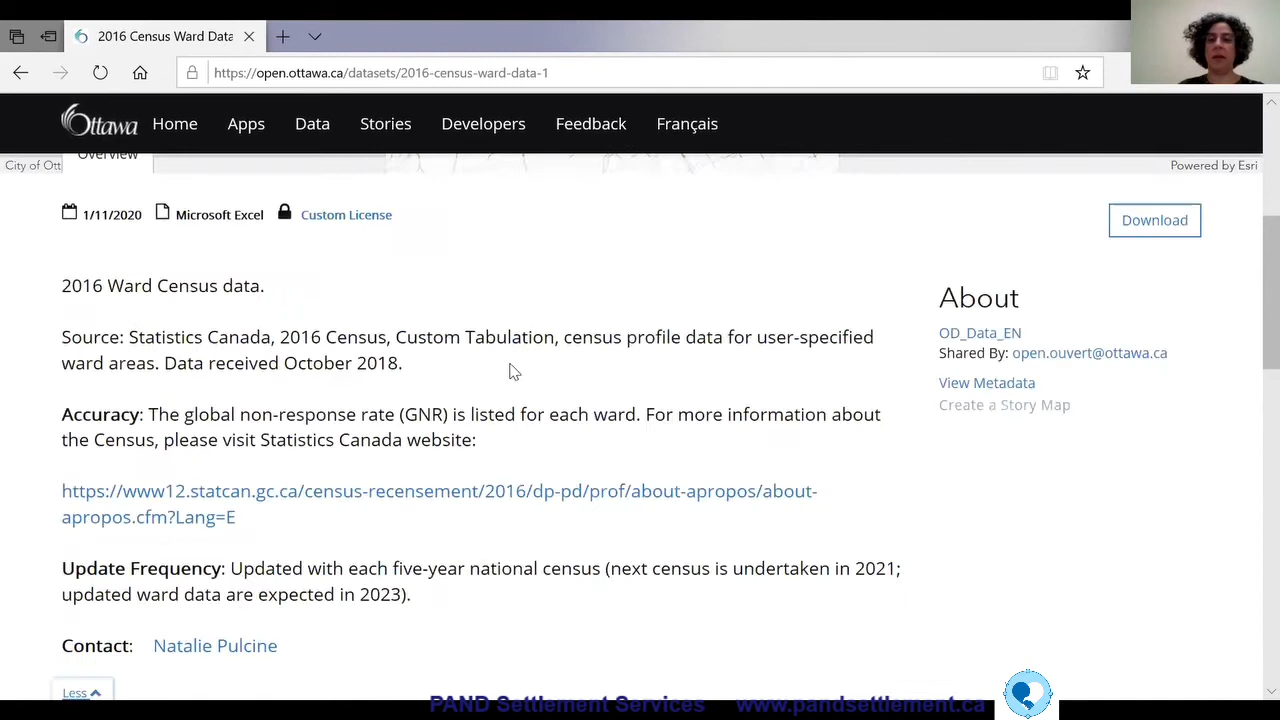 2016 Census Ward Data
https://open.ottawa.ca/datasets/2016-census-ward-data-1
Ottawa Home Apps Data Stories Developers Feedback Français
Overview
City of Ott
Powered by Esri
1/11/2020 Microsoft Excel Custom License
Download
2016 Ward Census data.
Source: Statistics Canada, 2016 Census, Custom Tabulation, census profile data for user-specified
ward areas. Data received October 2018.
Accuracy: The global non-response rate (GNR) is listed for each ward. For more information about
the Census, please visit Statistics Canada website:
https://www12.statcan.gc.ca/census-recensement/2016/dp-pd/prof/about-apropos/about-
apropos.cfm?Lang=E
Update Frequency: Updated with each five-year national census (next census is undertaken in 2021;
updated ward data are expected in 2023).
Contact: Natalie Pulcine
Less
About
OD_Data_EN
Shared By: open.ouvert@ottawa.ca
View Metadata
Create a Story Map
PAND Settlement Services www.pandsettlement.ca